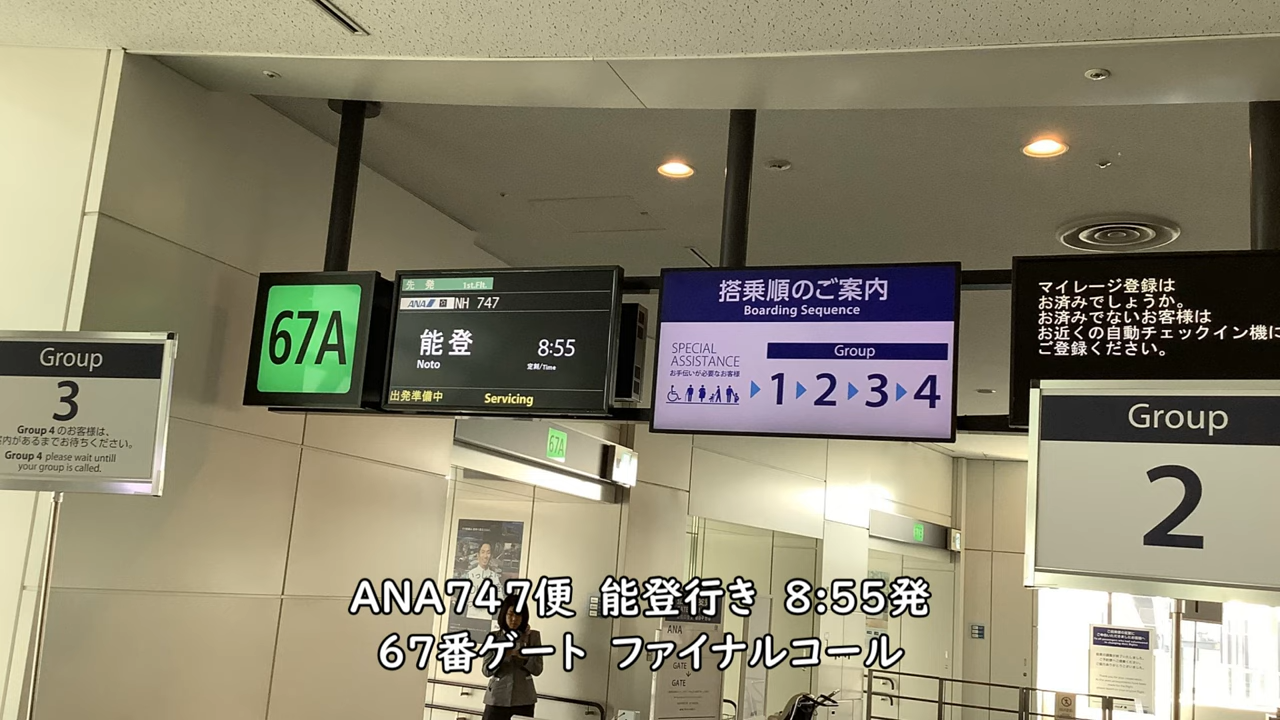 67A
先発 1st.Flt.
ANA NH 747
能登
Noto
8:55
定刻/Time
出発準備中 Servicing
搭乗順のご案内
Boarding Sequence
SPECIAL
ASSISTANCE
お手伝いが必要なお客様
Group
1 2 3 4
マイレージ登録は
お済みでしょうか。
お済みでないお客様は
お近くの自動チェックイン機に
ご登録ください。
Group
3
Group 4 のお客様は、
案内があるまでお待ちください。
Group 4 please wait untill
your group is called.
Group
2
67A
ANA
GATE
GATE
ANA747便 能登行き 8:55発
67番ゲート ファイナルコール